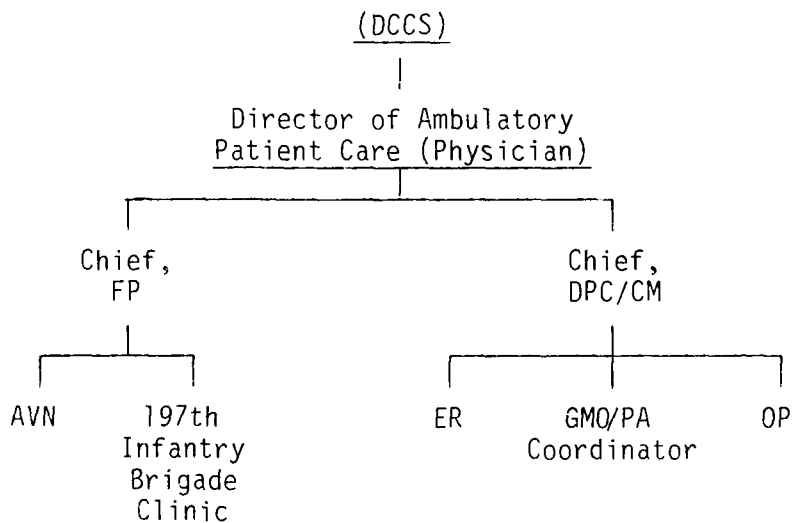 (DCCS)
Director of Ambulatory
Patient Care (Physician)
Chief,
FP
Chief,
DPC/CM
AVN
197th
Infantry
Brigade
Clinic
ER
GMO/PA
Coordinator
OP